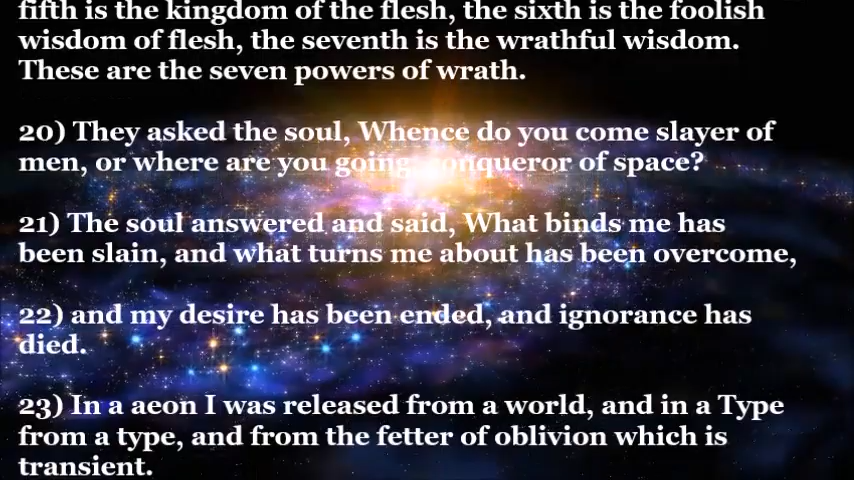 fifth is the kingdom of the flesh, the sixth is the foolish
wisdom of flesh, the seventh is the wrathful wisdom.
These are the seven powers of wrath.
20) They asked the soul, Whence do you come slayer of
men, or where are you going, conqueror of space?
21) The soul answered and said, What binds me has
been slain, and what turns me about has been overcome,
22) and my desire has been ended, and ignorance has
died.
23) In a aeon I was released from a world, and in a Type
from a type, and from the fetter of oblivion which is
transient.